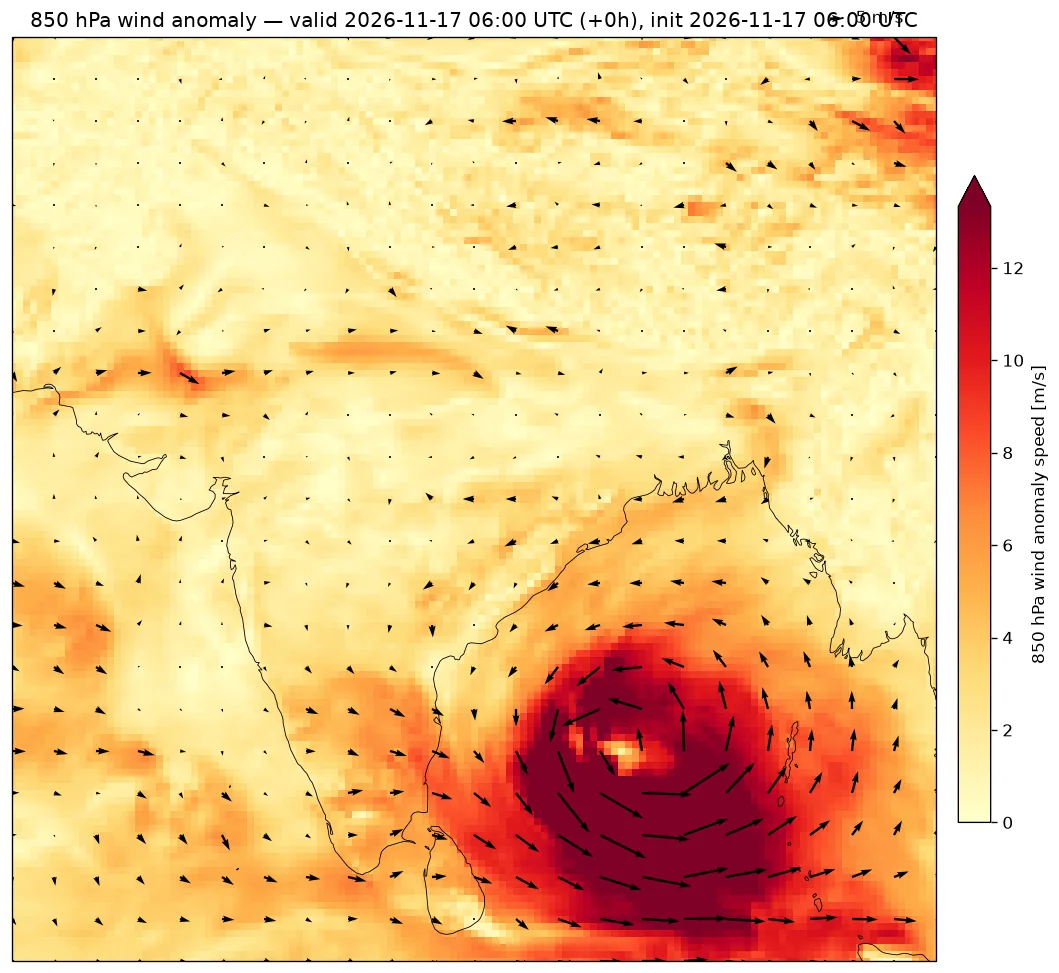 850 hPa wind anomaly — valid 2026-11-17 06:00 UTC (+0h), init 2026-11-17 06:00 UTC
5 m/s
12
10
8
6
4
2
0
850 hPa wind anomaly speed [m/s]